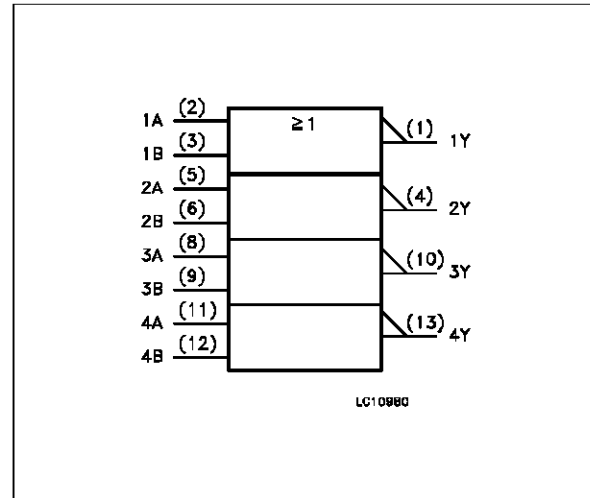 1A (2) ≥1 (1) 1Y
1B (3)
2A (5) (4) 2Y
2B (6)
3A (8) (10) 3Y
3B (9)
4A (11) (13) 4Y
4B (12)
LC10980